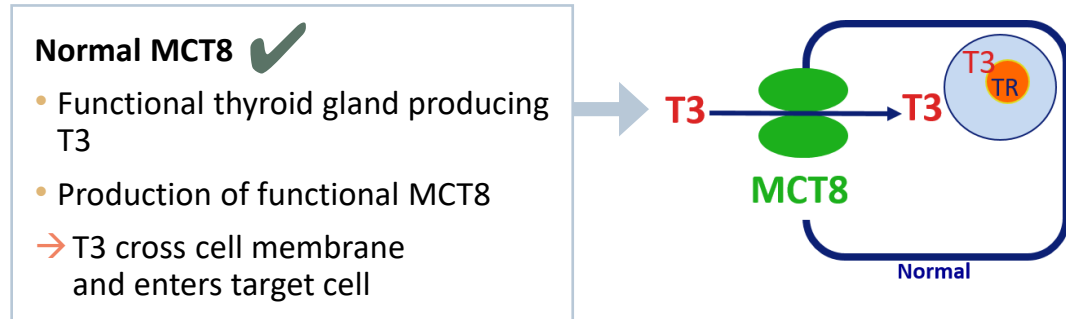 Normal MCT8
• Functional thyroid gland producing
T3
• Production of functional MCT8
→ T3 cross cell membrane
and enters target cell
T3
MCT8
T3
T3
TR
Normal